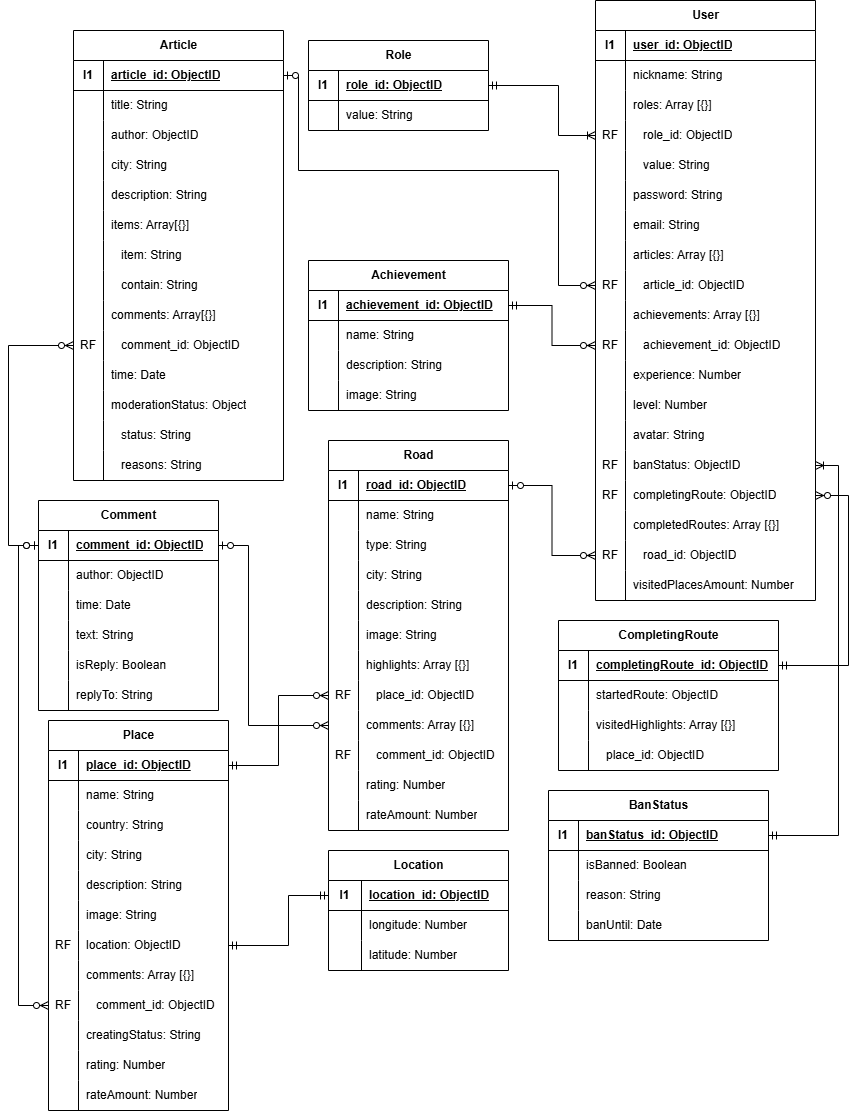 Article
I1 article_id: ObjectID
title: String
author: ObjectID
city: String
description: String
items: Array[{}]
item: String
contain: String
comments: Array[{}]
RF comment_id: ObjectID
time: Date
moderationStatus: Object
status: String
reasons: String
Role
I1 role_id: ObjectID
value: String
User
I1 user_id: ObjectID
nickname: String
roles: Array [{}]
RF role_id: ObjectID
value: String
password: String
email: String
articles: Array [{}]
RF article_id: ObjectID
achievements: Array [{}]
RF achievement_id: ObjectID
experience: Number
level: Number
avatar: String
RF banStatus: ObjectID
RF completingRoute: ObjectID
completedRoutes: Array [{}]
RF road_id: ObjectID
visitedPlacesAmount: Number
Achievement
I1 achievement_id: ObjectID
name: String
description: String
image: String
Road
I1 road_id: ObjectID
name: String
type: String
city: String
description: String
image: String
highlights: Array [{}]
RF place_id: ObjectID
comments: Array [{}]
RF comment_id: ObjectID
rating: Number
rateAmount: Number
Comment
I1 comment_id: ObjectID
author: ObjectID
time: Date
text: String
isReply: Boolean
replyTo: String
CompletingRoute
I1 completingRoute_id: ObjectID
startedRoute: ObjectID
visitedHighlights: Array [{}]
place_id: ObjectID
Place
I1 place_id: ObjectID
name: String
country: String
city: String
description: String
image: String
RF location: ObjectID
comments: Array [{}]
RF comment_id: ObjectID
creatingStatus: String
rating: Number
rateAmount: Number
Location
I1 location_id: ObjectID
longitude: Number
latitude: Number
BanStatus
I1 banStatus_id: ObjectID
isBanned: Boolean
reason: String
banUntil: Date